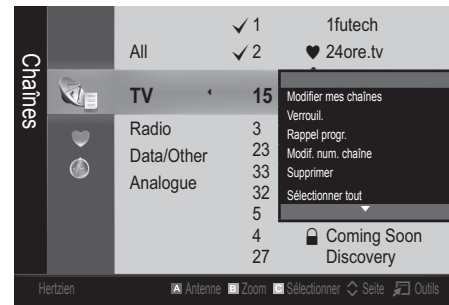 Chaînes
✓ 1 1futech
All ✓ 2 ♥ 24ore.tv
TV 15
Radio 3
Data/Other 23
Analogue 33
32
5
4 Coming Soon
27 Discovery
Modifier mes chaînes
Verrouil.
Rappel progr.
Modif. num. chaîne
Supprimer
Sélectionner tout
Hertzien A Antenne B Zoom C Sélectionner Seite Outils